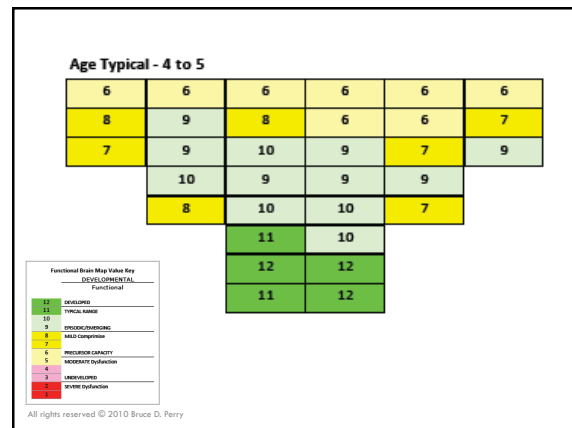 Age Typical - 4 to 5
6 6 6 6 6 6
8 9 8 6 6 7
7 9 10 9 7 9
10 9 9 9
8 10 10 7
11 10
12 12
11 12
Functional Brain Map Value Key
DEVELOPMENTAL
Functional
12 DEVELOPED
11 TYPICAL RANGE
10
9 EPISODIC/EMERGING
8 MILD Comprimise
7
6 PRECURSOR CAPACITY
5 MODERATE Dysfunction
4
3 UNDEVELOPED
2 SEVERE Dysfunction
1
All rights reserved © 2010 Bruce D. Perry